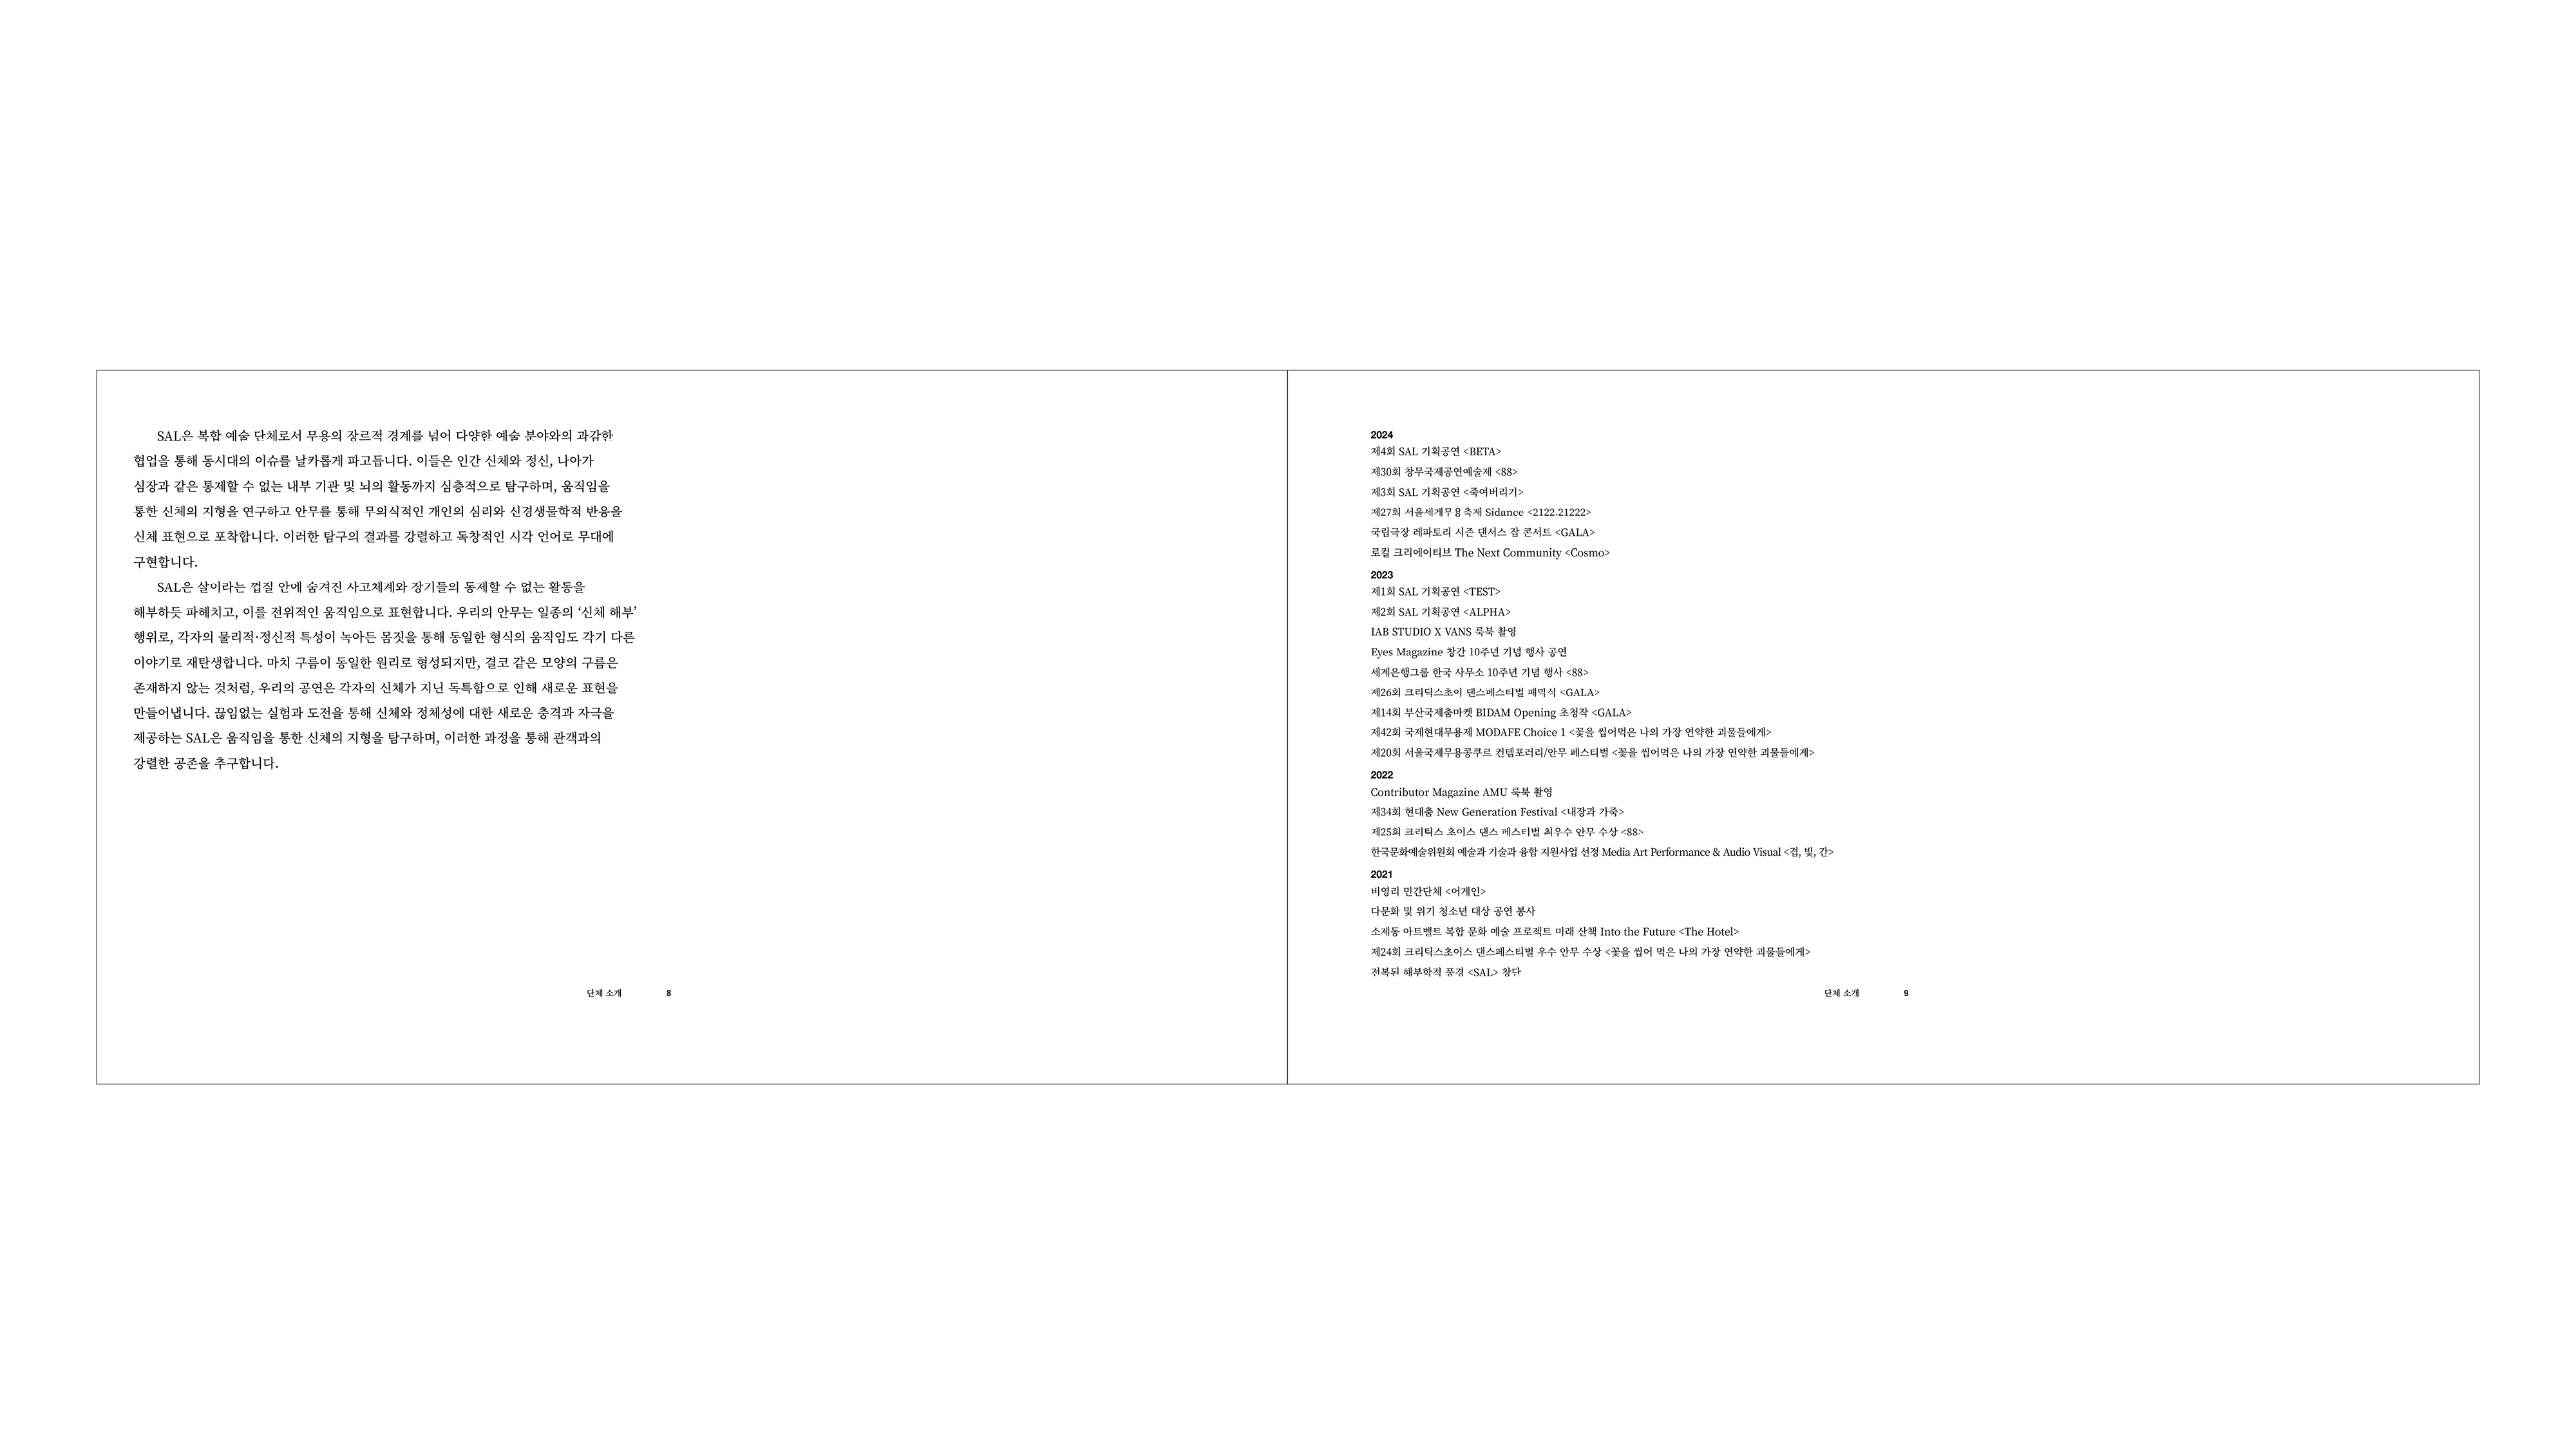 SAL은 복합 예술 단체로서 무용의 장르적 경계를 넘어 다양한 예술 분야와의 과감한
협업을 통해 동시대의 이슈를 날카롭게 파고듭니다. 이들은 인간 신체와 정신, 나아가
심장과 같은 통제할 수 없는 내부 기관 및 뇌의 활동까지 심층적으로 탐구하며, 움직임을
통한 신체의 지형을 연구하고 안무를 통해 무의식적인 개인의 심리와 신경생물학적 반응을
신체 표현으로 포착합니다. 이러한 탐구의 결과를 강렬하고 독창적인 시각 언어로 무대에
구현합니다.
SAL은 살이라는 껍질 안에 숨겨진 사고체계와 장기들의 통제할 수 없는 활동을
해부하듯 파헤치고, 이를 전위적인 움직임으로 표현합니다. 우리의 안무는 일종의 ‘신체 해부’
행위로, 각자의 물리적·정신적 특성이 녹아든 몸짓을 통해 동일한 형식의 움직임도 각기 다른
이야기로 재탄생합니다. 마치 구름이 동일한 원리로 형성되지만, 결코 같은 모양의 구름은
존재하지 않는 것처럼, 우리의 공연은 각자의 신체가 지닌 독특함으로 인해 새로운 표현을
만들어냅니다. 끊임없는 실험과 도전을 통해 신체와 정체성에 대한 새로운 충격과 자극을
제공하는 SAL은 움직임을 통한 신체의 지형을 탐구하며, 이러한 과정을 통해 관객과의
강렬한 공존을 추구합니다.
단체 소개 8
2024
제4회 SAL 기획공연 <BETA>
제30회 창무국제공연예술제 <88>
제3회 SAL 기획공연 <죽여버리기>
제27회 서울세계무용축제 Sidance <2122.21222>
국립극장 레파토리 시즌 댄서스 잡 콘서트 <GALA>
로컬 크리에이티브 The Next Community <Cosmo>
2023
제1회 SAL 기획공연 <TEST>
제2회 SAL 기획공연 <ALPHA>
IAB STUDIO X VANS 룩북 촬영
Eyes Magazine 창간 10주년 기념 행사 공연
세계은행그룹 한국 사무소 10주년 기념 행사 <88>
제26회 크리틱스초이 댄스페스티벌 폐막식 <GALA>
제14회 부산국제춤마켓 BIDAM Opening 초청작 <GALA>
제42회 국제현대무용제 MODAFE Choice 1 <꽃을 씹어먹은 나의 가장 연약한 괴물들에게>
제20회 서울국제무용콩쿠르 컨템포러리/안무 페스티벌 <꽃을 씹어먹은 나의 가장 연약한 괴물들에게>
2022
Contributor Magazine AMU 룩북 촬영
제34회 현대춤 New Generation Festival <내장과 가죽>
제25회 크리틱스 초이스 댄스 페스티벌 최우수 안무 수상 <88>
한국문화예술위원회 예술과 기술과 융합 지원사업 선정 Media Art Performance & Audio Visual <겹, 빛, 간>
2021
비영리 민간단체 <어게인>
다문화 및 위기 청소년 대상 공연 봉사
소제동 아트벨트 복합 문화 예술 프로젝트 미래 산책 Into the Future <The Hotel>
제24회 크리틱스초이스 댄스페스티벌 우수 안무 수상 <꽃을 씹어 먹은 나의 가장 연약한 괴물들에게>
전복된 해부학적 풍경 <SAL> 창단
단체 소개 9